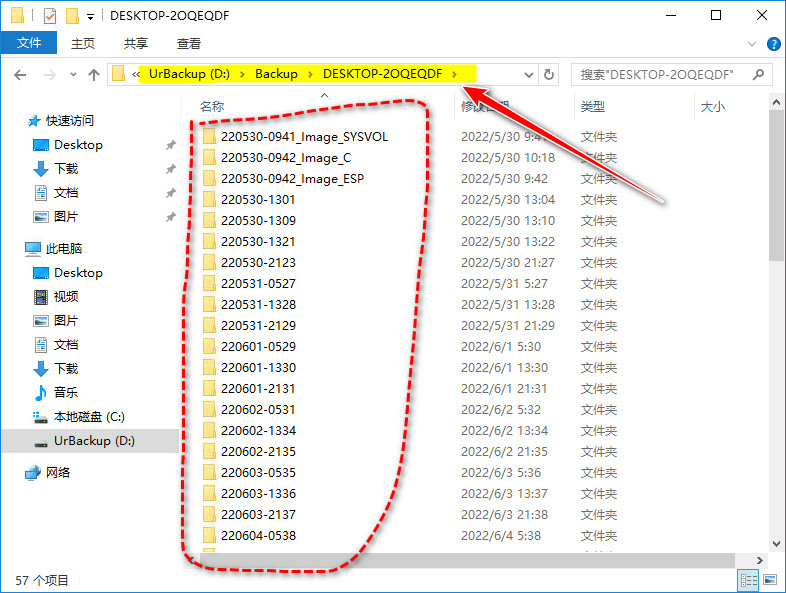 DESKTOP-2OQEQDF
文件 主页 共享 查看
« UrBackup (D:) › Backup › DESKTOP-2OQEQDF ›
搜索"DESKTOP-2OQEQDF"
名称 修改日期 类型 大小
快速访问
Desktop
下载
文档
图片
此电脑
Desktop
视频
图片
文档
下载
音乐
本地磁盘 (C:)
UrBackup (D:)
网络
220530-0941_Image_SYSVOL 2022/5/30 9:41 文件夹
220530-0942_Image_C 2022/5/30 10:18 文件夹
220530-0942_Image_ESP 2022/5/30 9:42 文件夹
220530-1301 2022/5/30 13:04 文件夹
220530-1309 2022/5/30 13:10 文件夹
220530-1321 2022/5/30 13:22 文件夹
220530-2123 2022/5/30 21:27 文件夹
220531-0527 2022/5/31 5:27 文件夹
220531-1328 2022/5/31 13:28 文件夹
220531-2129 2022/5/31 21:29 文件夹
220601-0529 2022/6/1 5:30 文件夹
220601-1330 2022/6/1 13:30 文件夹
220601-2131 2022/6/1 21:31 文件夹
220602-0531 2022/6/2 5:32 文件夹
220602-1334 2022/6/2 13:34 文件夹
220602-2135 2022/6/2 21:35 文件夹
220603-0535 2022/6/3 5:36 文件夹
220603-1336 2022/6/3 13:37 文件夹
220603-2137 2022/6/3 21:38 文件夹
220604-0538 2022/6/4 5:38 文件夹
57 个项目